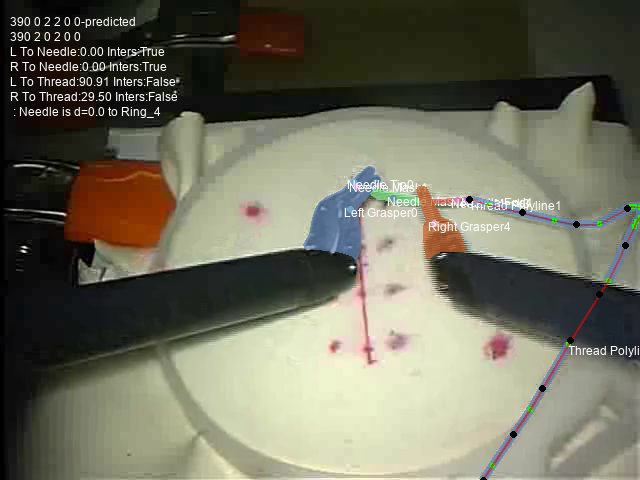 390 0 2 2 0 0-predicted
390 2 0 2 0 0
L To Needle:0.00 Inters:True
R To Needle:0.00 Inters:True
L To Thread:90.91 Inters:False
R To Thread:29.50 Inters:False
: Needle is d=0.0 to Ring_4
Needle Tip0
Left Grasper0
Right Grasper4
Thread Polyline1
Thread Polyli